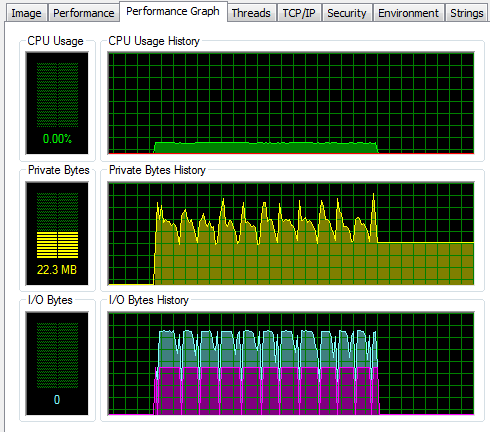 Image Performance Performance Graph Threads TCP/IP Security Environment Strings
CPU Usage CPU Usage History
0.00%
Private Bytes Private Bytes History
22.3 MB
I/O Bytes I/O Bytes History
0